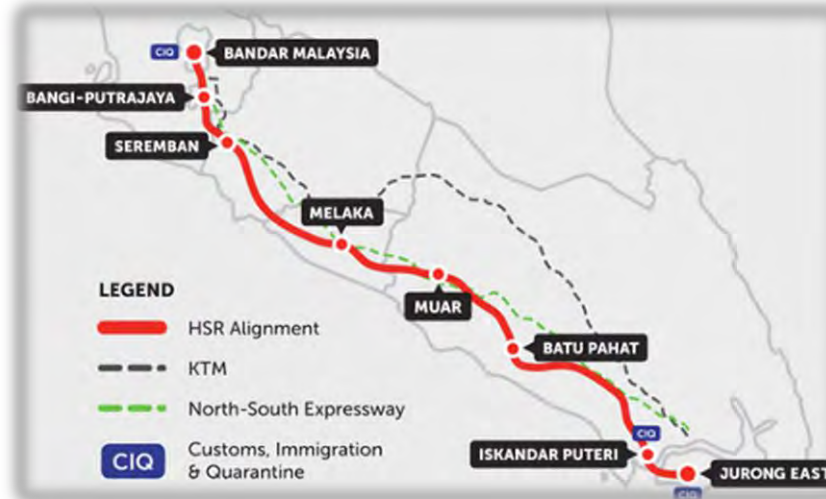 CIQ
BANDAR MALAYSIA
BANGI-PUTRAJAYA
SEREMBAN
MELAKA
MUAR
BATU PAHAT
CIQ
ISKANDAR PUTERI
JURONG EAST
CIQ
LEGEND
HSR Alignment
KTM
North-South Expressway
CIQ
Customs, Immigration
& Quarantine